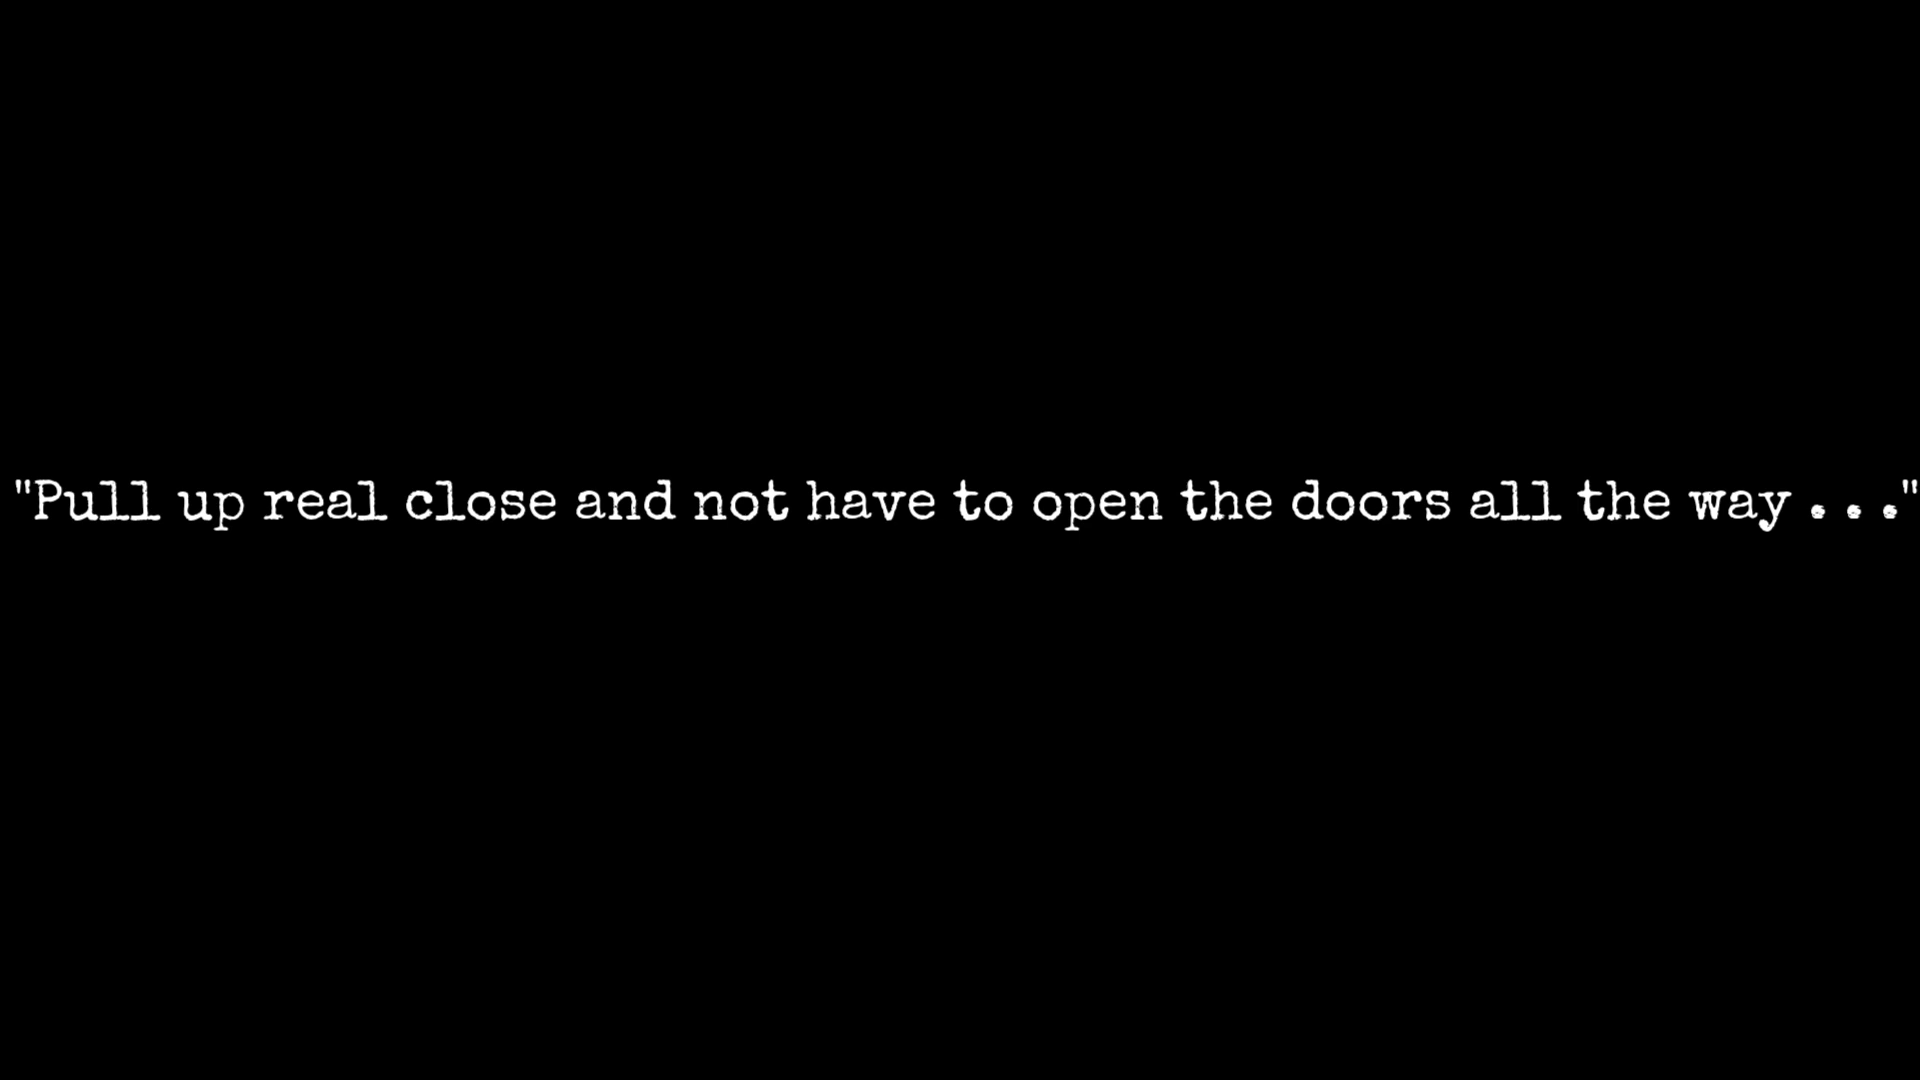 "Pull up real close and not have to open the doors all the way . . ."